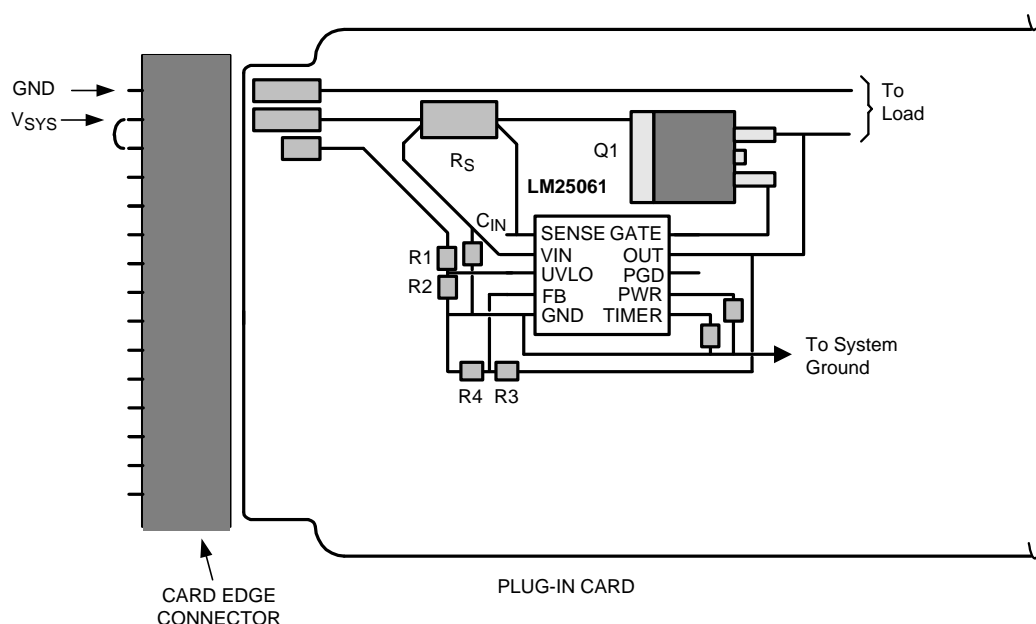 GND
VSYS
To
Load
Q1
RS
LM25061
CIN
SENSE GATE
R1
VIN OUT
UVLO PGD
R2
FB PWR
GND TIMER
To System
Ground
R4 R3
PLUG-IN CARD
CARD EDGE
CONNECTOR